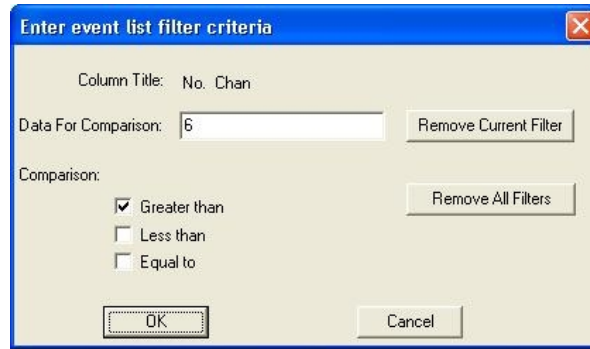 Enter event list filter criteria
Column Title: No. Chan
Data For Comparison: 6 Remove Current Filter
Comparison:
Remove All Filters
Greater than
Less than
Equal to
OK Cancel